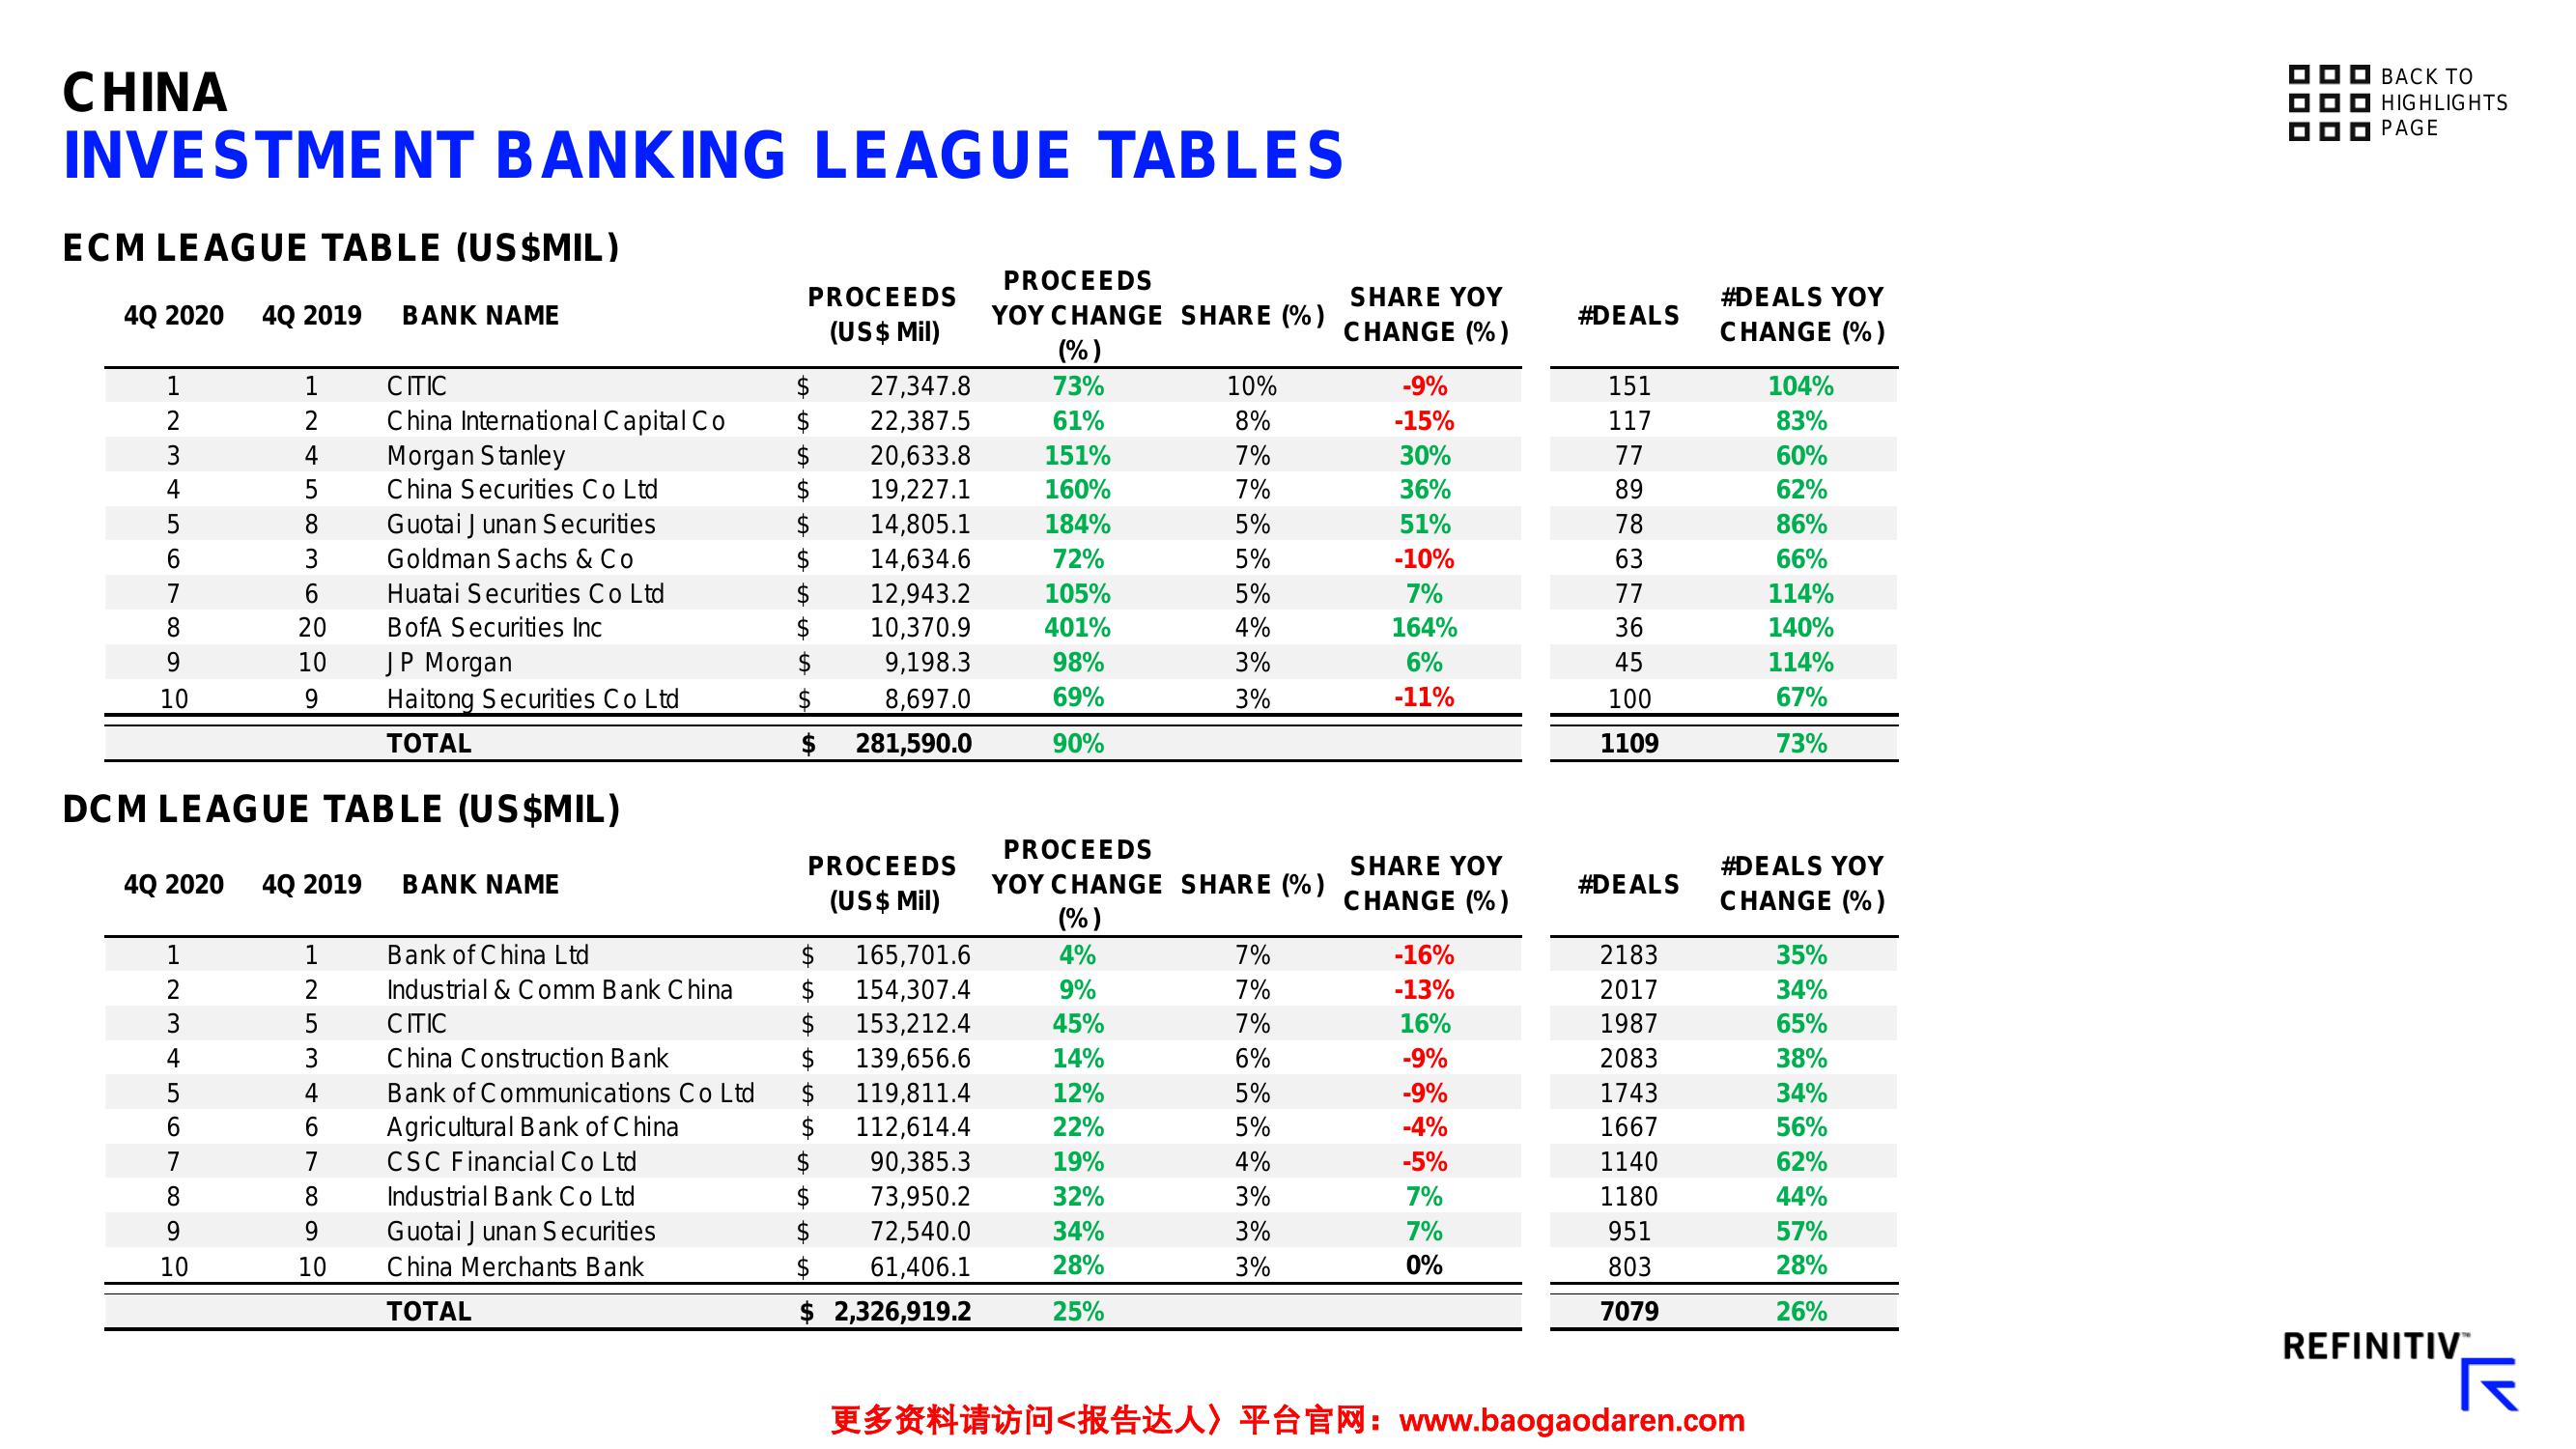 CHINA
INVESTMENT BANKING LEAGUE TABLES
BACK TO
HIGHLIGHTS
PAGE
ECM LEAGUE TABLE (US$MIL)
4Q 2020 4Q 2019 BANK NAME PROCEEDS (US$ Mil) PROCEEDS YOY CHANGE (%) SHARE (%) SHARE YOY CHANGE (%) #DEALS #DEALS YOY CHANGE (%)
1 1 CITIC $ 27,347.8 73% 10% -9% 151 104%
2 2 China International Capital Co $ 22,387.5 61% 8% -15% 117 83%
3 4 Morgan Stanley $ 20,633.8 151% 7% 30% 77 60%
4 5 China Securities Co Ltd $ 19,227.1 160% 7% 36% 89 62%
5 8 Guotai Junan Securities $ 14,805.1 184% 5% 51% 78 86%
6 3 Goldman Sachs & Co $ 14,634.6 72% 5% -10% 63 66%
7 6 Huatai Securities Co Ltd $ 12,943.2 105% 5% 7% 77 114%
8 20 BofA Securities Inc $ 10,370.9 401% 4% 164% 36 140%
9 10 JP Morgan $ 9,198.3 98% 3% 6% 45 114%
10 9 Haitong Securities Co Ltd $ 8,697.0 69% 3% -11% 100 67%
TOTAL $ 281,590.0 90% 1109 73%
DCM LEAGUE TABLE (US$MIL)
4Q 2020 4Q 2019 BANK NAME PROCEEDS (US$ Mil) PROCEEDS YOY CHANGE (%) SHARE (%) SHARE YOY CHANGE (%) #DEALS #DEALS YOY CHANGE (%)
1 1 Bank of China Ltd $ 165,701.6 4% 7% -16% 2183 35%
2 2 Industrial & Comm Bank China $ 154,307.4 9% 7% -13% 2017 34%
3 5 CITIC $ 153,212.4 45% 7% 16% 1987 65%
4 3 China Construction Bank $ 139,656.6 14% 6% -9% 2083 38%
5 4 Bank of Communications Co Ltd $ 119,811.4 12% 5% -9% 1743 34%
6 6 Agricultural Bank of China $ 112,614.4 22% 5% -4% 1667 56%
7 7 CSC Financial Co Ltd $ 90,385.3 19% 4% -5% 1140 62%
8 8 Industrial Bank Co Ltd $ 73,950.2 32% 3% 7% 1180 44%
9 9 Guotai Junan Securities $ 72,540.0 34% 3% 7% 951 57%
10 10 China Merchants Bank $ 61,406.1 28% 3% 0% 803 28%
TOTAL $ 2,326,919.2 25% 7079 26%
REFINITIV™
更多资料请访问<报告达人〉平台官网：www.baogaodaren.com